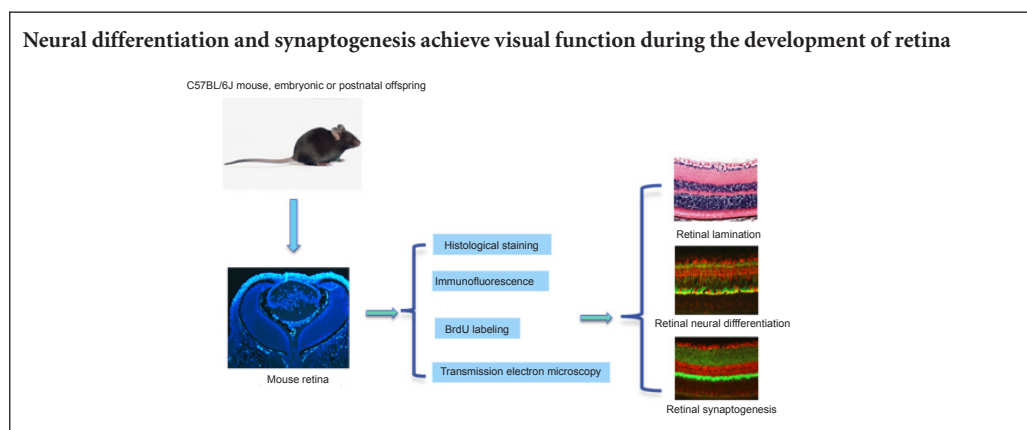 Neural differentiation and synaptogenesis achieve visual function during the development of retina
C57BL/6J mouse, embryonic or postnatal offspring
Mouse retina
Histological staining
Immunofluorescence
BrdU labeling
Transmission electron microscopy
Retinal lamination
Retinal neural diffferentiation
Retinal synaptogenesis